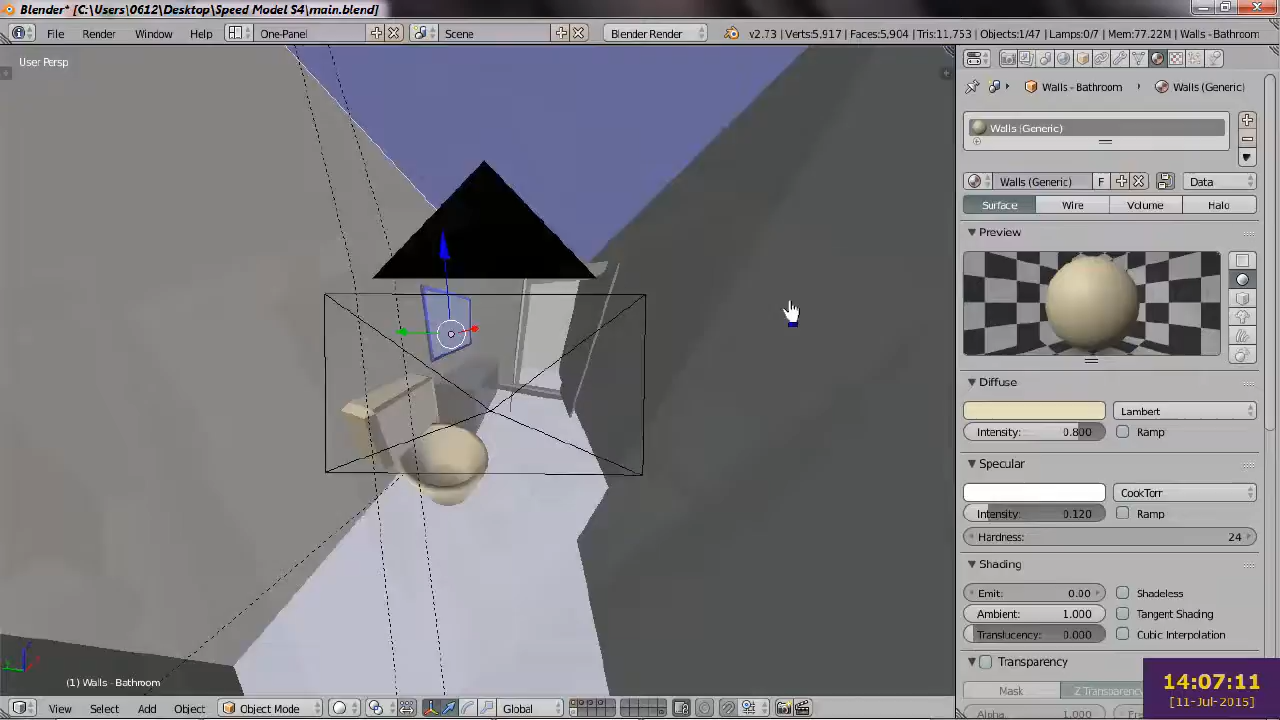 Blender* [C:\Users\0612\Desktop\Speed Model S4\main.blend]
File Render Window Help One-Panel Scene Blender Render v2.73 | Verts:5,917 | Faces:5,904 | Tris:11,753 | Objects:1/47 | Lamps:0/7 | Mem:77.22M | Walls - Bathroom
User Persp
Walls - Bathroom Walls (Generic)
Walls (Generic)
Walls (Generic) F Data
Surface Wire Volume Halo
Preview
Diffuse
Lambert
Intensity: 0.800 Ramp
Specular
CookTorr
Intensity: 0.120 Ramp
Hardness: 24
Shading
Emit: 0.00 Shadeless
Ambient: 1.000 Tangent Shading
Translucency: 0.000 Cubic Interpolation
Transparency
Mask Z Transparency
Alpha:
(1) Walls - Bathroom
View Select Add Object Object Mode Global
14:07:11
[11-Jul-2015]